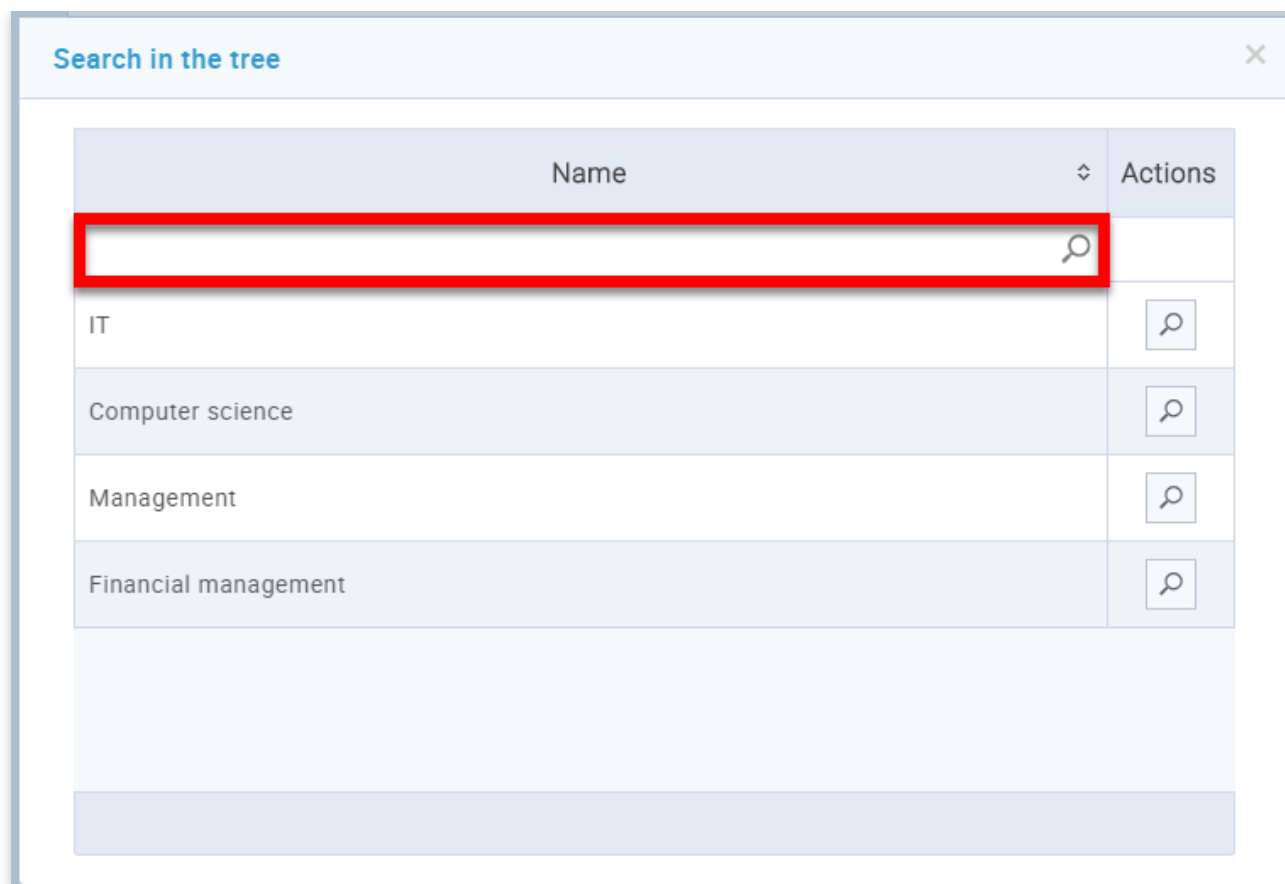 Search in the tree
Name Actions
IT
Computer science
Management
Financial management